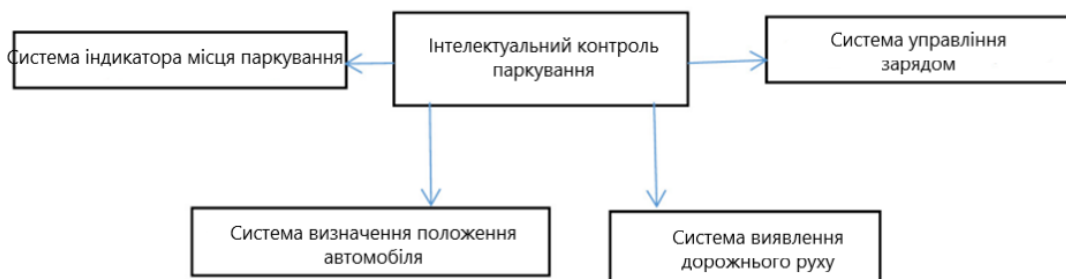 Система індикатора місця паркування
Інтелектуальний контроль
паркування
Система управління
зарядом
Система визначення положення
автомобіля
Система виявлення
дорожнього руху